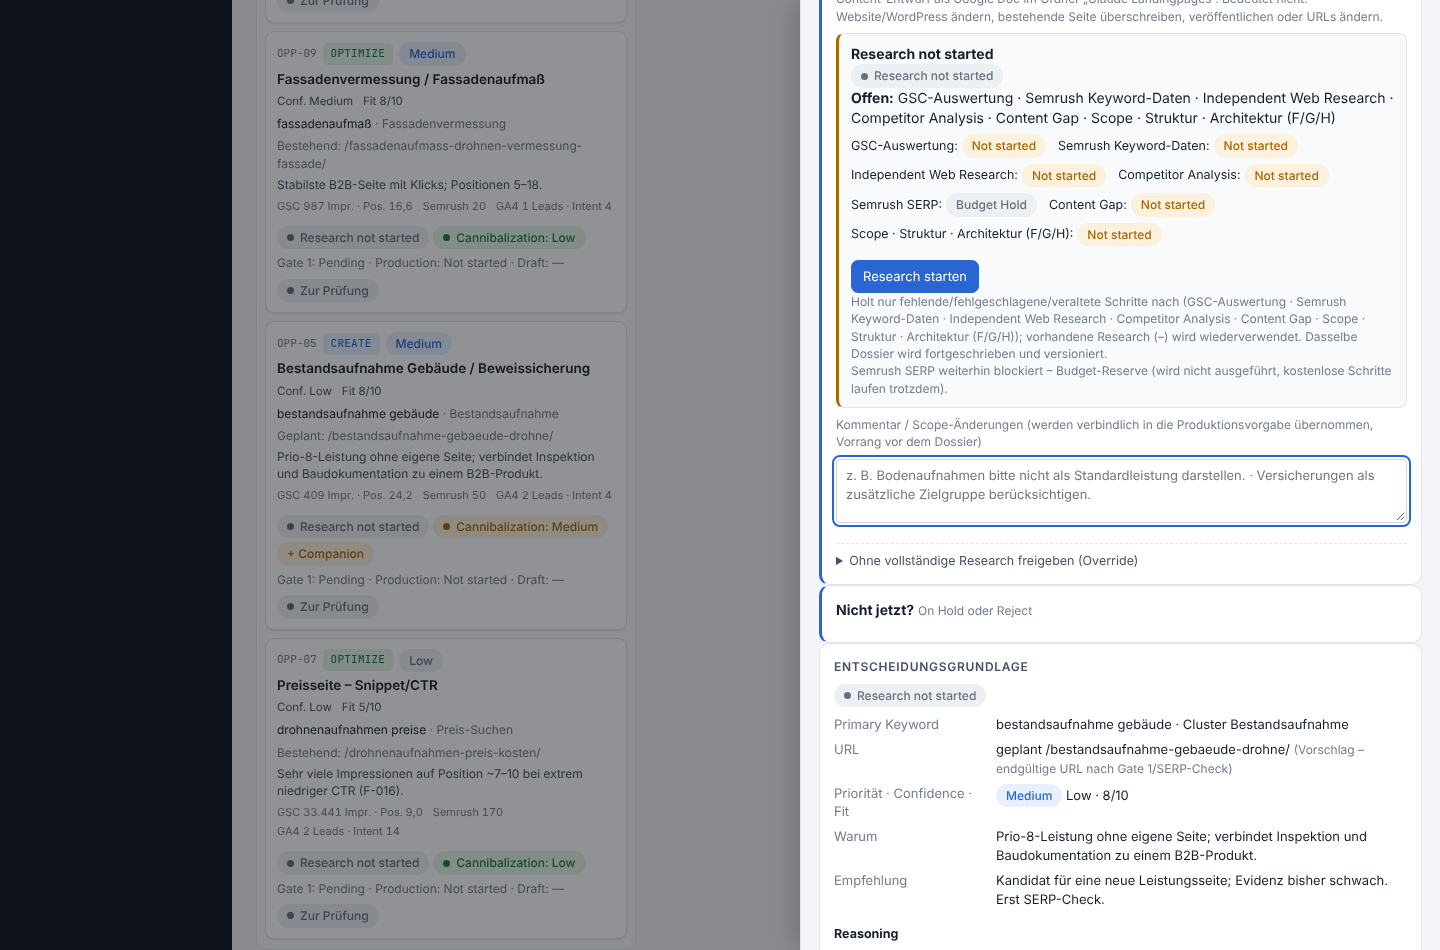 Zur Prüfung
OPP-09 OPTIMIZE Medium
Fassadenvermessung / Fassadenaufmaß
Conf. Medium Fit 8/10
fassadenaufmaß · Fassadenvermessung
Bestehend: /fassadenaufmass-drohnen-vermessung-
fassade/
Stabilste B2B-Seite mit Klicks; Positionen 5–18.
GSC 987 Impr. · Pos. 16,6 Semrush 20 GA4 1 Leads · Intent 4
Research not started Cannibalization: Low
Gate 1: Pending · Production: Not started · Draft: —
Zur Prüfung
OPP-05 CREATE Medium
Bestandsaufnahme Gebäude / Beweissicherung
Conf. Low Fit 8/10
bestandsaufnahme gebäude · Bestandsaufnahme
Geplant: /bestandsaufnahme-gebaeude-drohne/
Prio-8-Leistung ohne eigene Seite; verbindet Inspektion
und Baudokumentation zu einem B2B-Produkt.
GSC 409 Impr. · Pos. 24,2 Semrush 50 GA4 2 Leads · Intent 4
Research not started Cannibalization: Medium
+ Companion
Gate 1: Pending · Production: Not started · Draft: —
Zur Prüfung
OPP-07 OPTIMIZE Low
Preisseite – Snippet/CTR
Conf. Low Fit 5/10
drohnenaufnahmen preise · Preis-Suchen
Bestehend: /drohnenaufnahmen-preis-kosten/
Sehr viele Impressionen auf Position ~7–10 bei extrem
niedriger CTR (F-016).
GSC 33.441 Impr. · Pos. 9,0 Semrush 170
GA4 2 Leads · Intent 14
Research not started Cannibalization: Low
Gate 1: Pending · Production: Not started · Draft: —
Zur Prüfung
Content-Entwurf als Google Doc im Ordner „Claude Landingpages". Bedeutet nicht:
Website/WordPress ändern, bestehende Seite überschreiben, veröffentlichen oder URLs ändern.
Research not started
Research not started
Offen: GSC-Auswertung · Semrush Keyword-Daten · Independent Web Research ·
Competitor Analysis · Content Gap · Scope · Struktur · Architektur (F/G/H)
GSC-Auswertung: Not started Semrush Keyword-Daten: Not started
Independent Web Research: Not started Competitor Analysis: Not started
Semrush SERP: Budget Hold Content Gap: Not started
Scope · Struktur · Architektur (F/G/H): Not started
Research starten
Holt nur fehlende/fehlgeschlagene/veraltete Schritte nach (GSC-Auswertung · Semrush
Keyword-Daten · Independent Web Research · Competitor Analysis · Content Gap · Scope ·
Struktur · Architektur (F/G/H)); vorhandene Research (–) wird wiederverwendet. Dasselbe
Dossier wird fortgeschrieben und versioniert.
Semrush SERP weiterhin blockiert – Budget-Reserve (wird nicht ausgeführt, kostenlose Schritte
laufen trotzdem).
Kommentar / Scope-Änderungen (werden verbindlich in die Produktionsvorgabe übernommen,
Vorrang vor dem Dossier)
z. B. Bodenaufnahmen bitte nicht als Standardleistung darstellen. · Versicherungen als
zusätzliche Zielgruppe berücksichtigen.
Ohne vollständige Research freigeben (Override)
Nicht jetzt? On Hold oder Reject
ENTSCHEIDUNGSGRUNDLAGE
Research not started
Primary Keyword bestandsaufnahme gebäude · Cluster Bestandsaufnahme
URL geplant /bestandsaufnahme-gebaeude-drohne/ (Vorschlag –
endgültige URL nach Gate 1/SERP-Check)
Priorität · Confidence · Medium Low · 8/10
Fit
Warum Prio-8-Leistung ohne eigene Seite; verbindet Inspektion und
Baudokumentation zu einem B2B-Produkt.
Empfehlung Kandidat für eine neue Leistungsseite; Evidenz bisher schwach.
Erst SERP-Check.
Reasoning